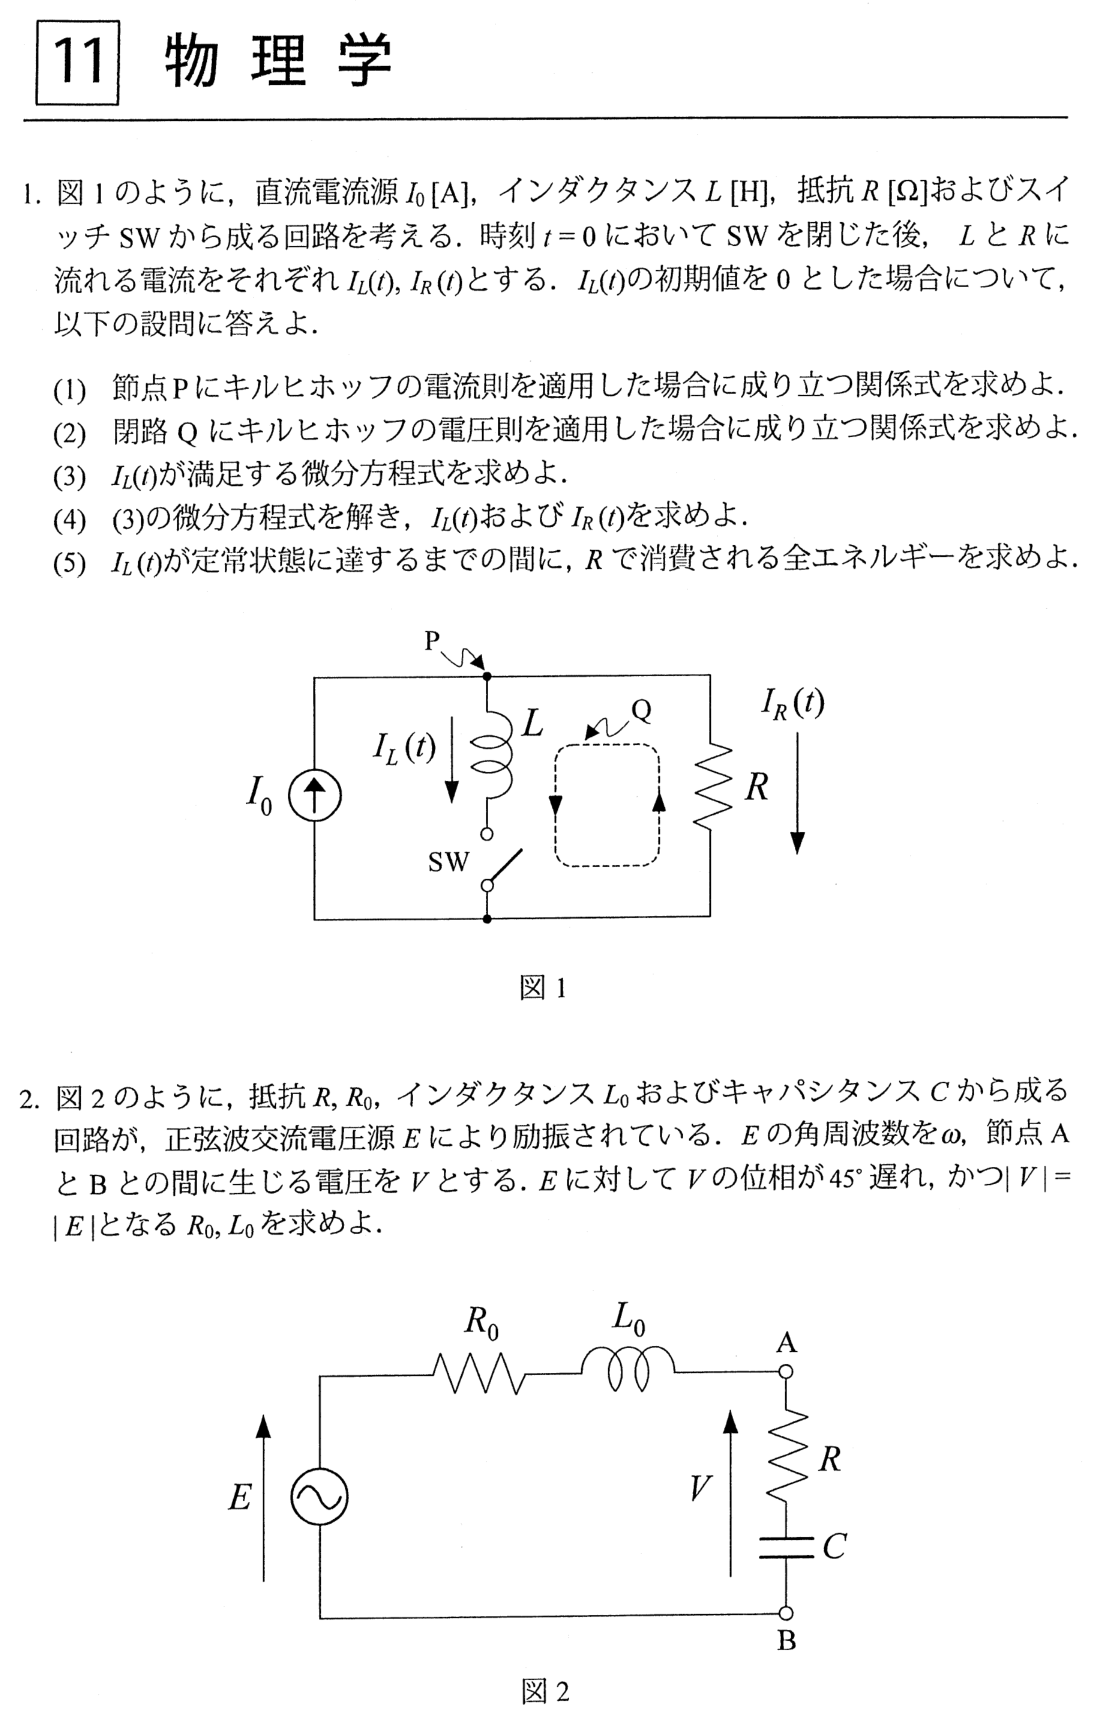 11 物理学
1. 図1のように，直流電流源 I₀ [A]，インダクタンス L [H]，抵抗 R [Ω]およびスイ
ッチ SW から成る回路を考える．時刻 t = 0 において SW を閉じた後， L と R に
流れる電流をそれぞれ I_L(t), I_R(t)とする．I_L(t)の初期値を 0 とした場合について，
以下の設問に答えよ．
(1) 節点Pにキルヒホッフの電流則を適用した場合に成り立つ関係式を求めよ．
(2) 閉路 Q にキルヒホッフの電圧則を適用した場合に成り立つ関係式を求めよ．
(3) I_L(t)が満足する微分方程式を求めよ．
(4) (3)の微分方程式を解き，I_L(t)および I_R(t)を求めよ．
(5) I_L(t)が定常状態に達するまでの間に，R で消費される全エネルギーを求めよ．
P
I_R(t)
Q
L
I_L(t)
I₀
R
SW
図1
2. 図2のように，抵抗 R, R₀，インダクタンス L₀ およびキャパシタンス C から成る
回路が，正弦波交流電圧源 E により励振されている．E の角周波数をω，節点 A
と B との間に生じる電圧を V とする．E に対して V の位相が 45° 遅れ，かつ| V | =
| E |となる R₀, L₀ を求めよ．
R₀
L₀
A
R
E
V
C
B
図2